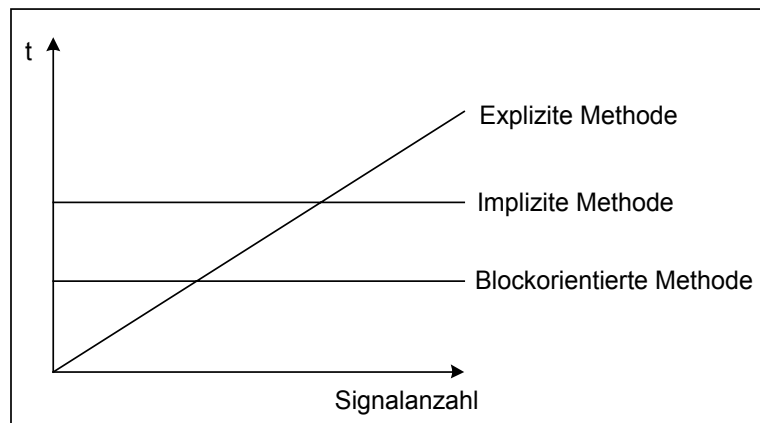 t
Explizite Methode
Implizite Methode
Blockorientierte Methode
Signalanzahl